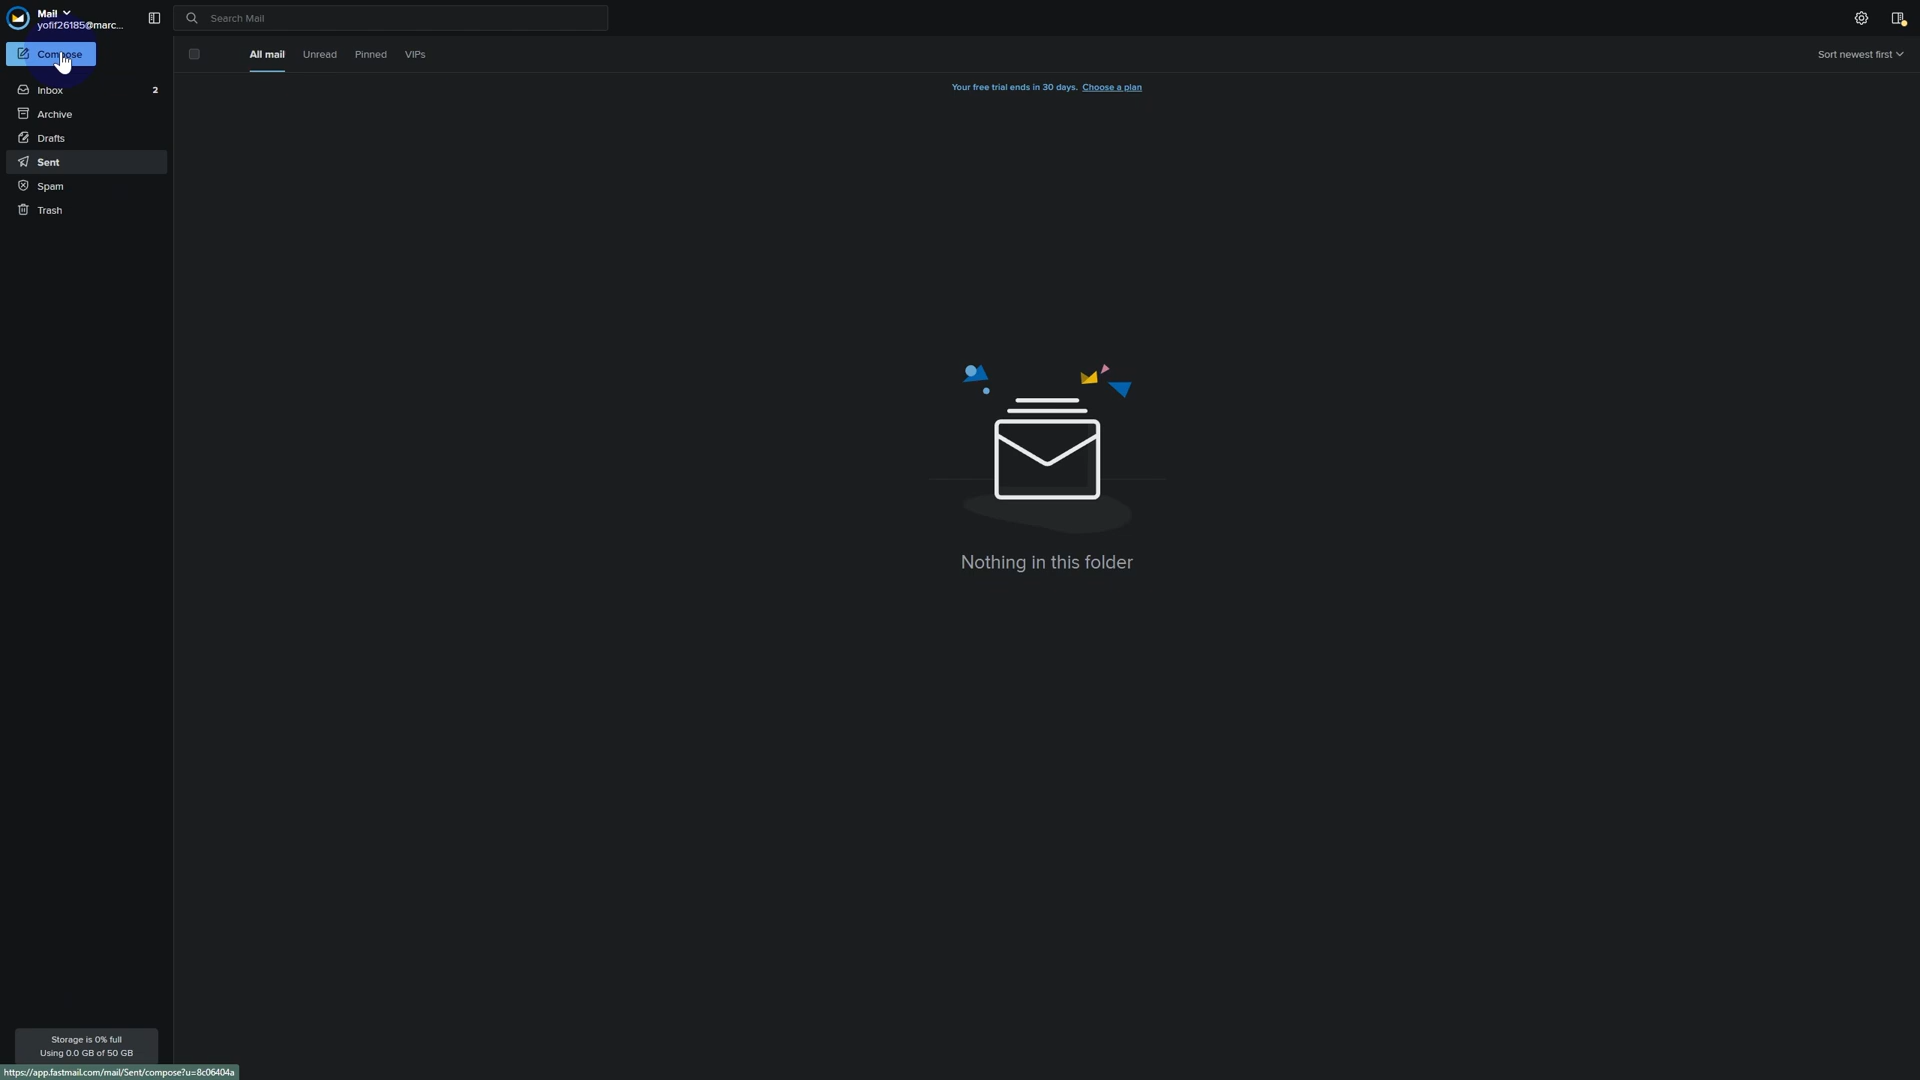 Mail
yofif26185@marc...
Search Mail
Compose
All mail
Unread
Pinned
VIPs
Sort newest first
Your free trial ends in 30 days. Choose a plan
Inbox 2
Archive
Drafts
Sent
Spam
Trash
Nothing in this folder
Storage is 0% full
Using 0.0 GB of 50 GB
https://app.fastmail.com/mail/Sent/compose?u=8c06404a